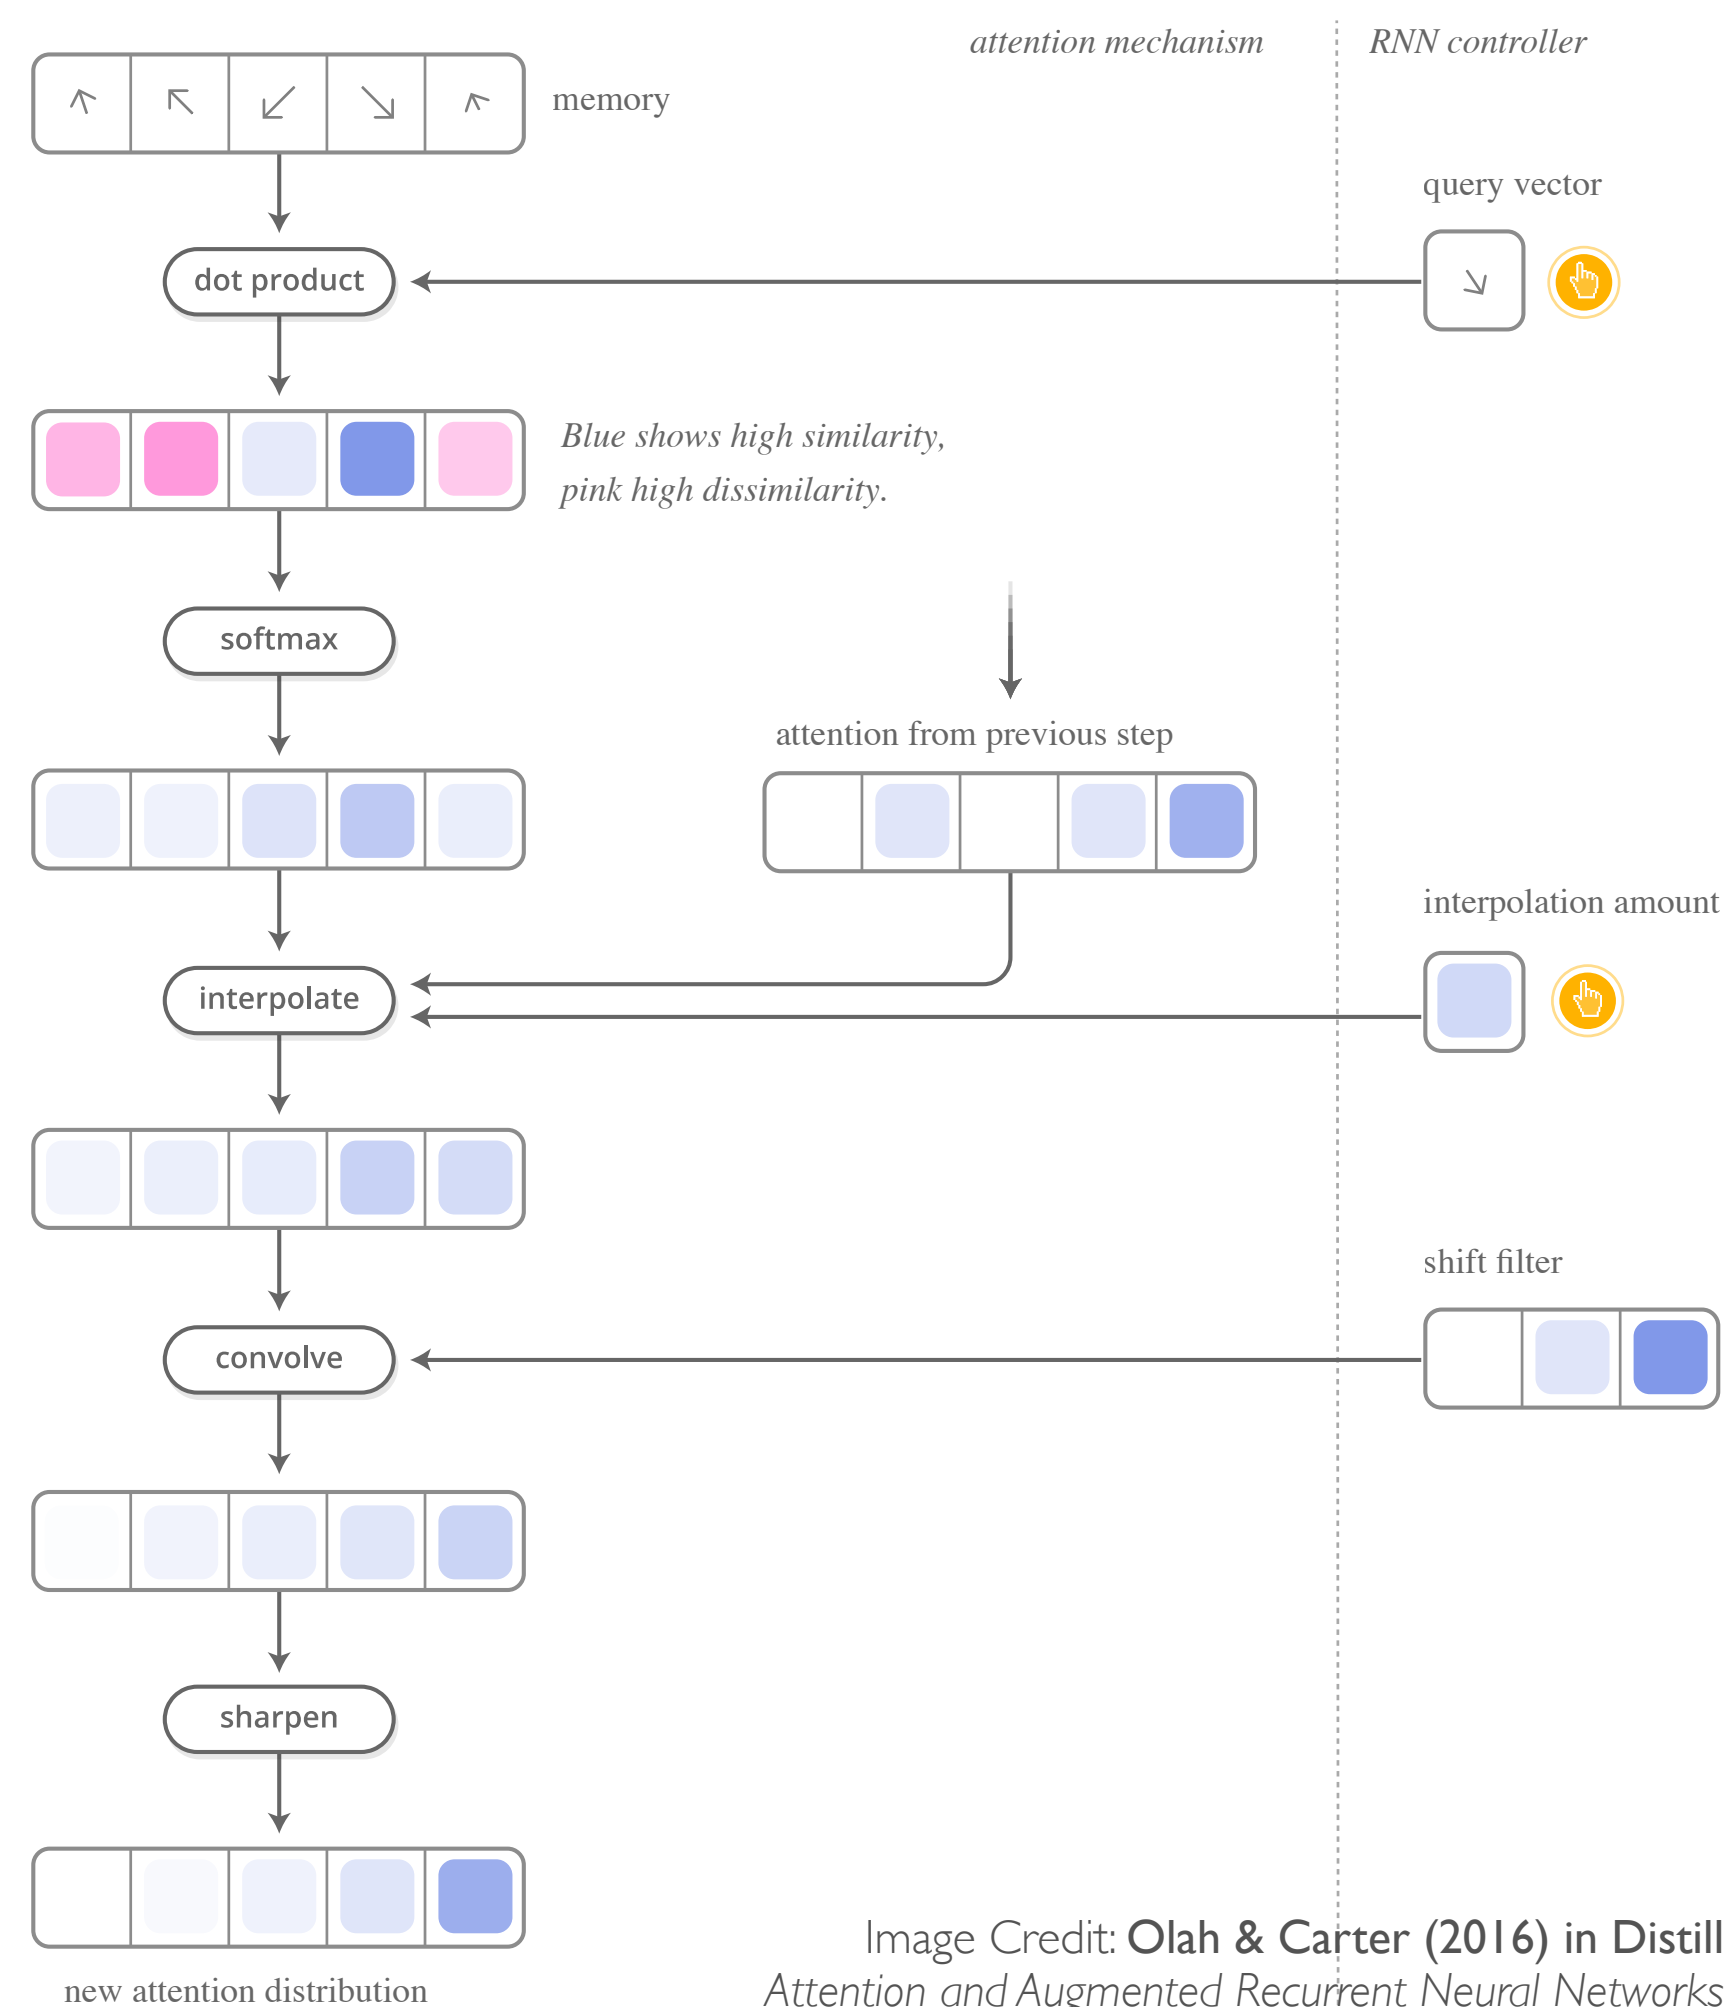 attention mechanism
RNN controller
memory
query vector
dot product
Blue shows high similarity,
pink high dissimilarity.
softmax
attention from previous step
interpolation amount
interpolate
shift filter
convolve
sharpen
new attention distribution
Image Credit: Olah & Carter (2016) in Distill
Attention and Augmented Recurrent Neural Networks